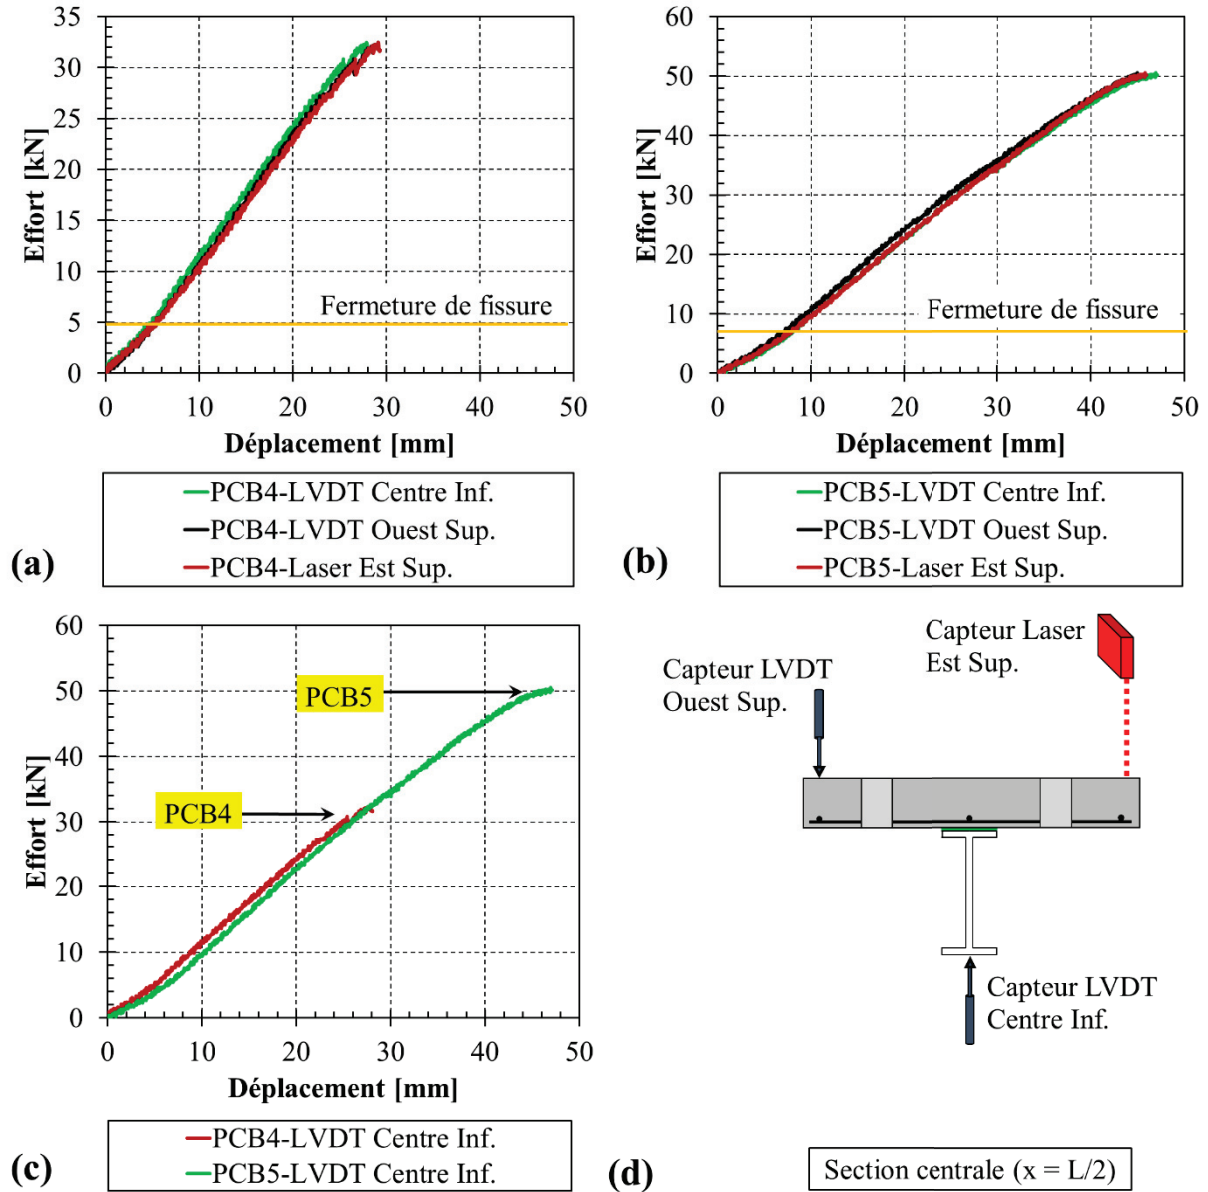 35
30
25
20
15
10
5
0
Effort [kN]
Fermeture de fissure
0 10 20 30 40 50
Déplacement [mm]
PCB4-LVDT Centre Inf.
PCB4-LVDT Ouest Sup.
PCB4-Laser Est Sup.
(a)
60
50
40
30
20
10
0
Effort [kN]
Fermeture de fissure
0 10 20 30 40 50
Déplacement [mm]
PCB5-LVDT Centre Inf.
PCB5-LVDT Ouest Sup.
PCB5-Laser Est Sup.
(b)
60
50
40
30
20
10
0
Effort [kN]
PCB5
PCB4
0 10 20 30 40 50
Déplacement [mm]
PCB4-LVDT Centre Inf.
PCB5-LVDT Centre Inf.
(c)
Capteur Laser
Est Sup.
Capteur LVDT
Ouest Sup.
Capteur LVDT
Centre Inf.
(d)
Section centrale (x = L/2)